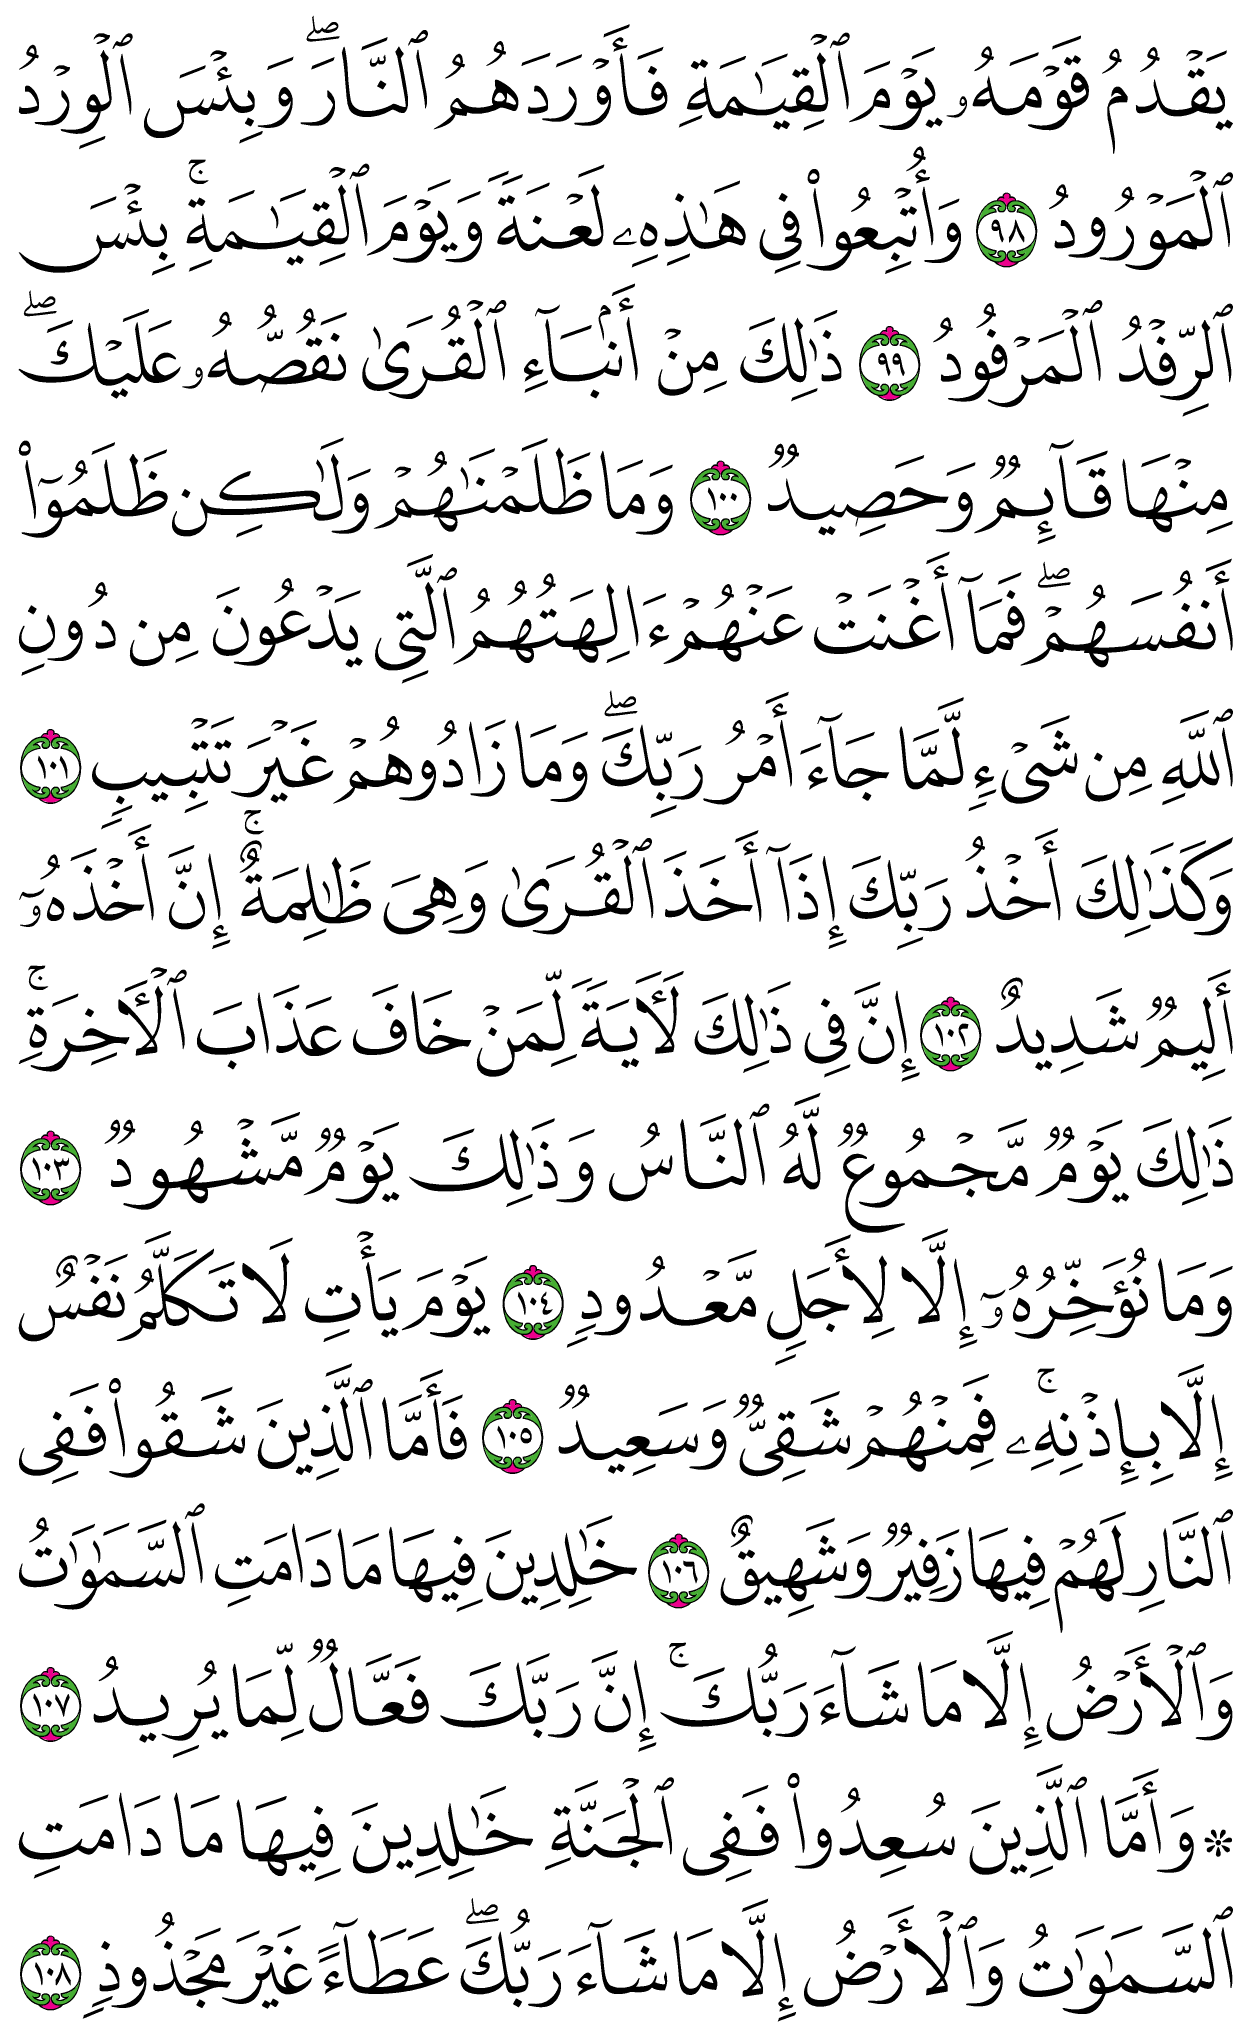 يَقۡدُمُ قَوۡمَهُۥ يَوۡمَ ٱلۡقِيَٰمَةِ فَأَوۡرَدَهُمُ ٱلنَّارَۖ وَبِئۡسَ ٱلۡوِرۡدُ
ٱلۡمَوۡرُودُ ٩٨ وَأُتۡبِعُواْ فِي هَٰذِهِۦ لَعۡنَةٗ وَيَوۡمَ ٱلۡقِيَٰمَةِۚ بِئۡسَ
ٱلرِّفۡدُ ٱلۡمَرۡفُودُ ٩٩ ذَٰلِكَ مِنۡ أَنۢبَآءِ ٱلۡقُرَىٰ نَقُصُّهُۥ عَلَيۡكَۖ
مِنۡهَا قَآئِمٞ وَحَصِيدٞ ١٠٠ وَمَا ظَلَمۡنَٰهُمۡ وَلَٰكِن ظَلَمُوٓاْ
أَنفُسَهُمۡۖ فَمَآ أَغۡنَتۡ عَنۡهُمۡ ءَالِهَتُهُمُ ٱلَّتِي يَدۡعُونَ مِن دُونِ
ٱللَّهِ مِن شَيۡءٖ لَّمَّا جَآءَ أَمۡرُ رَبِّكَۖ وَمَا زَادُوهُمۡ غَيۡرَ تَتۡبِيبٖ ١٠١
وَكَذَٰلِكَ أَخۡذُ رَبِّكَ إِذَآ أَخَذَ ٱلۡقُرَىٰ وَهِيَ ظَٰلِمَةٌۚ إِنَّ أَخۡذَهُۥٓ
أَلِيمٞ شَدِيدٌ ١٠٢ إِنَّ فِي ذَٰلِكَ لَأٓيَةٗ لِّمَنۡ خَافَ عَذَابَ ٱلۡأٓخِرَةِۚ
ذَٰلِكَ يَوۡمٞ مَّجۡمُوعٞ لَّهُ ٱلنَّاسُ وَذَٰلِكَ يَوۡمٞ مَّشۡهُودٞ ١٠٣
وَمَا نُؤَخِّرُهُۥٓ إِلَّا لِأَجَلٖ مَّعۡدُودٖ ١٠٤ يَوۡمَ يَأۡتِ لَا تَكَلَّمُ نَفۡسٌ
إِلَّا بِإِذۡنِهِۦۚ فَمِنۡهُمۡ شَقِيّٞ وَسَعِيدٞ ١٠٥ فَأَمَّا ٱلَّذِينَ شَقُواْ فَفِي
ٱلنَّارِ لَهُمۡ فِيهَا زَفِيرٞ وَشَهِيقٌ ١٠٦ خَٰلِدِينَ فِيهَا مَا دَامَتِ ٱلسَّمَٰوَٰتُ
وَٱلۡأَرۡضُ إِلَّا مَا شَآءَ رَبُّكَۚ إِنَّ رَبَّكَ فَعَّالٞ لِّمَا يُرِيدُ ١٠٧
۞ وَأَمَّا ٱلَّذِينَ سُعِدُواْ فَفِي ٱلۡجَنَّةِ خَٰلِدِينَ فِيهَا مَا دَامَتِ
ٱلسَّمَٰوَٰتُ وَٱلۡأَرۡضُ إِلَّا مَا شَآءَ رَبُّكَۖ عَطَآءً غَيۡرَ مَجۡذُوذٖ ١٠٨